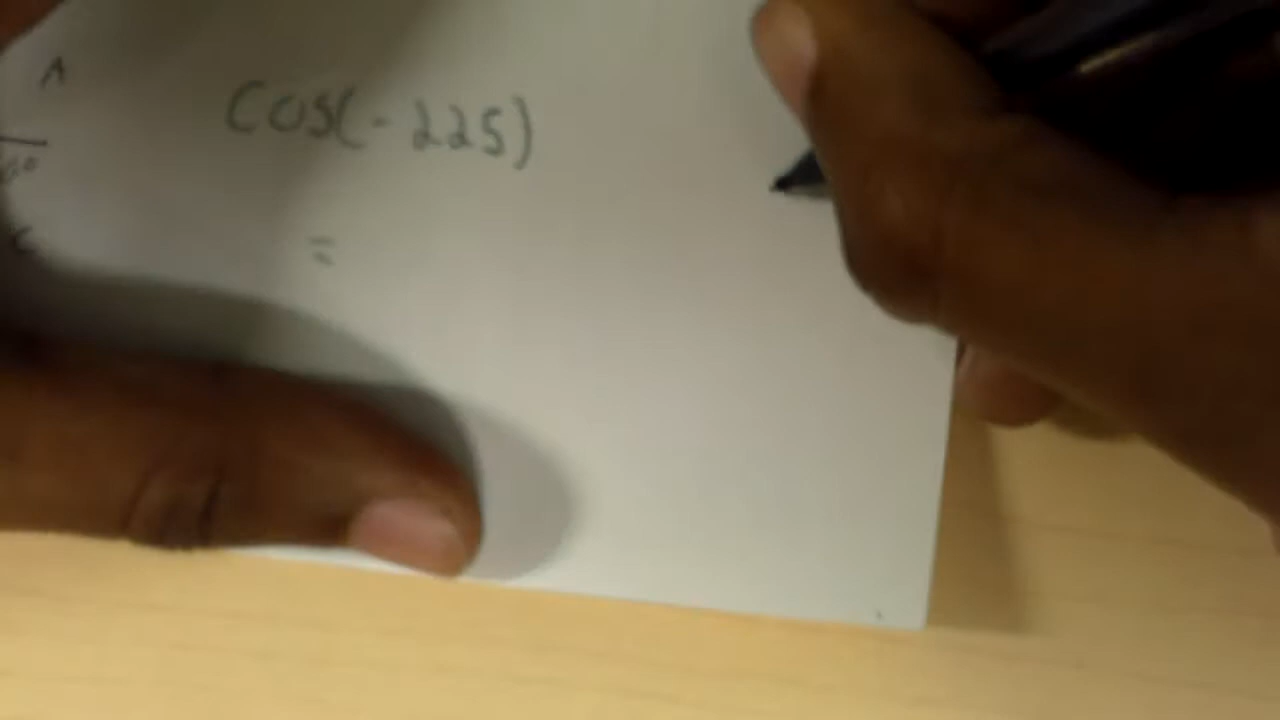 A
cos(-225)
=